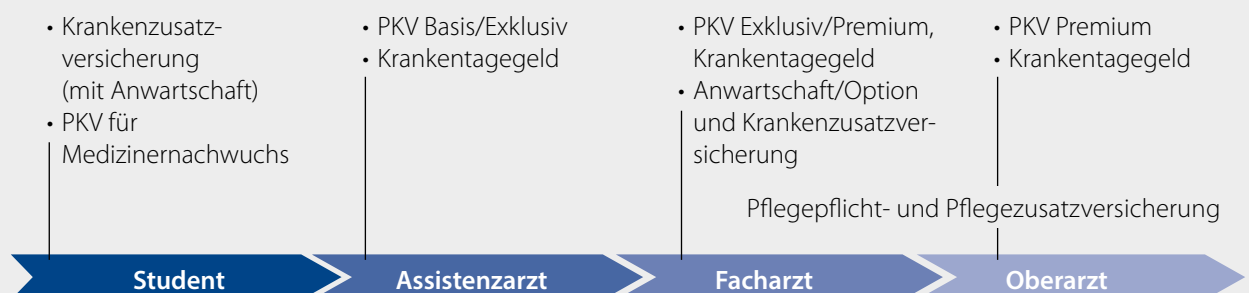 • Krankenzusatz-
versicherung
(mit Anwartschaft)
• PKV für
Medizinernachwuchs
• PKV Basis/Exklusiv
• Krankentagegeld
• PKV Exklusiv/Premium,
Krankentagegeld
• Anwartschaft/Option
und Krankenzusatzver-
sicherung
• PKV Premium
• Krankentagegeld
Pflegepflicht- und Pflegezusatzversicherung
Student
Assistenzarzt
Facharzt
Oberarzt